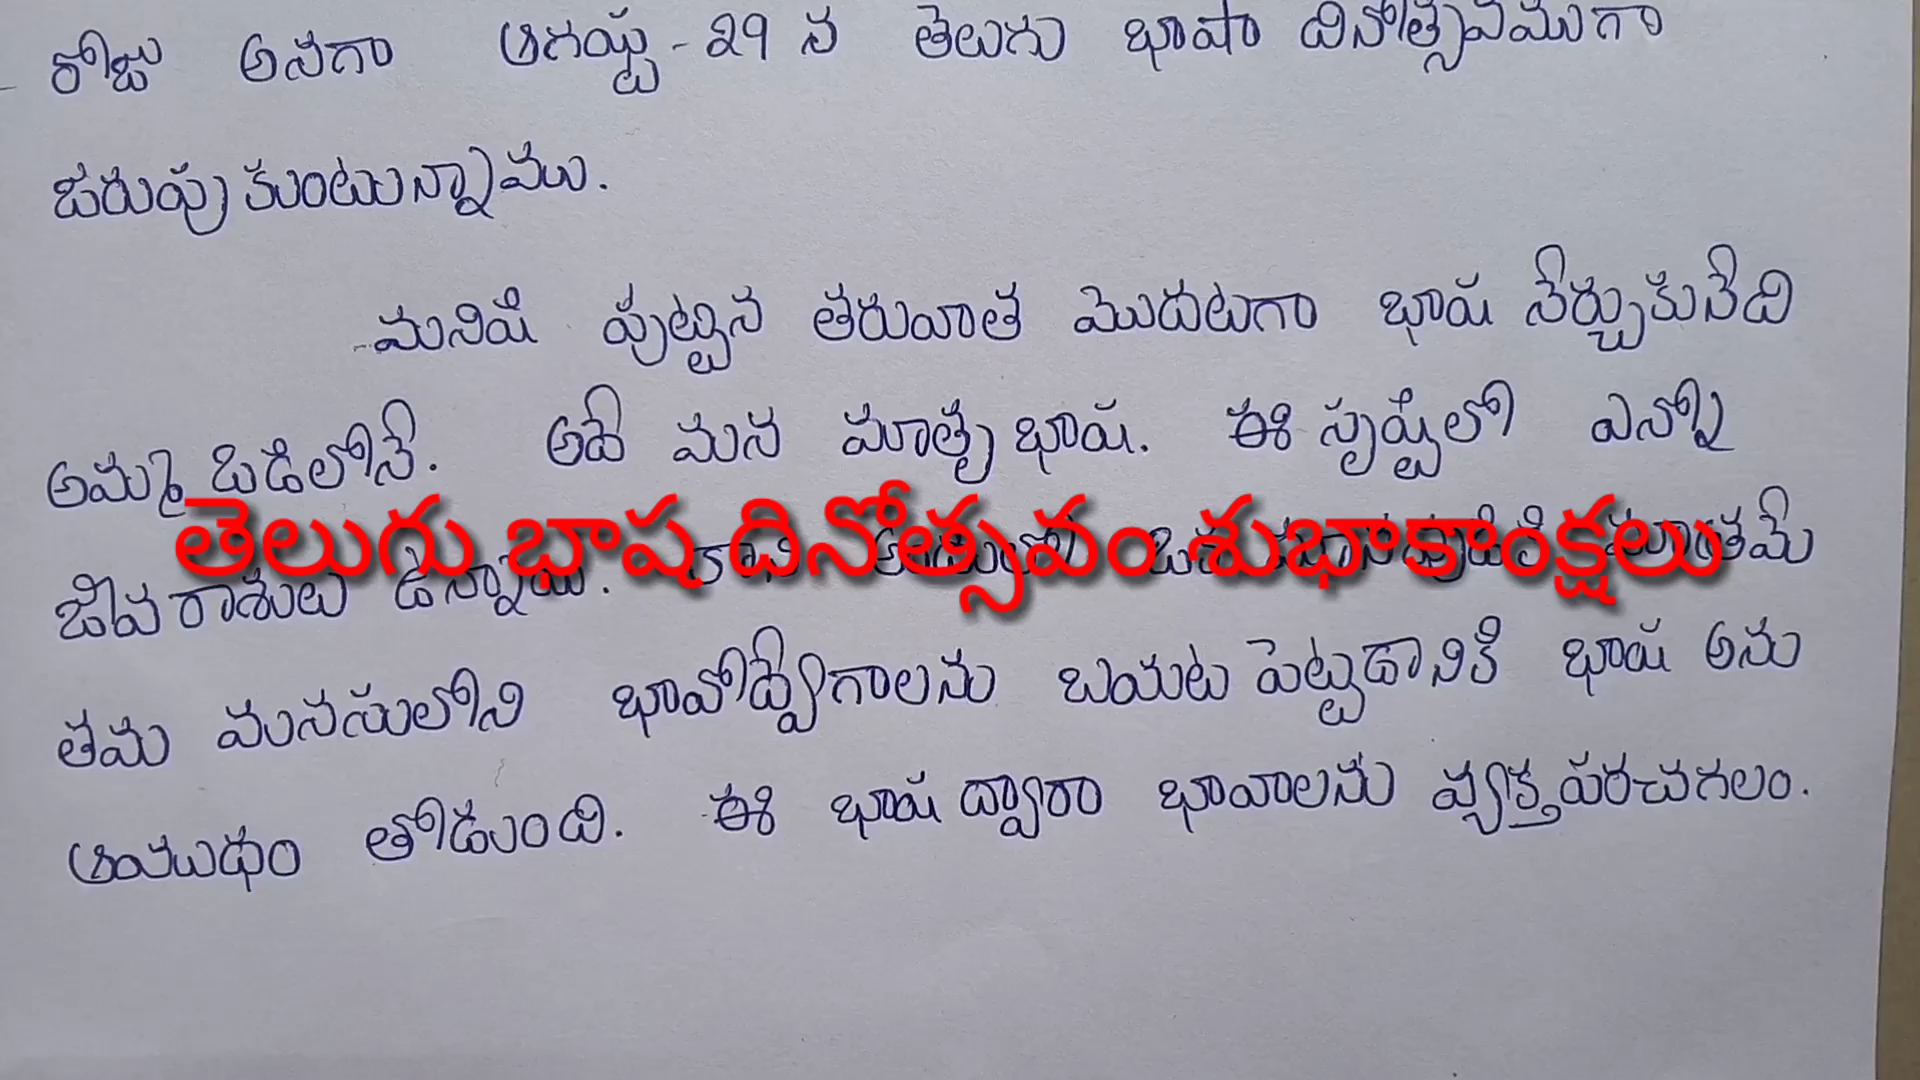 రోజు అనగా ఆగష్ట్ - 29 న తెలుగు భాషా దినోత్సవముగా
జరుపుకుంటున్నాము.
మనిషి పుట్టిన తరువాత మొదటగా భాష నేర్చుకునేది
అమ్మ ఒడిలోనే. అదే మన మాతృభాష. ఈ సృష్టిలో ఎన్నో
తెలుగు భాష దినోత్సవం శుభాకాంక్షలు
జీవరాశులు ఉన్నాయి. కాని
తమ మనసులోని భావోద్వేగాలను బయట పెట్టడానికి భాష అను
ఆయుధం తోడుంది. ఈ భాష ద్వారా భావాలను వ్యక్తపరచగలం.